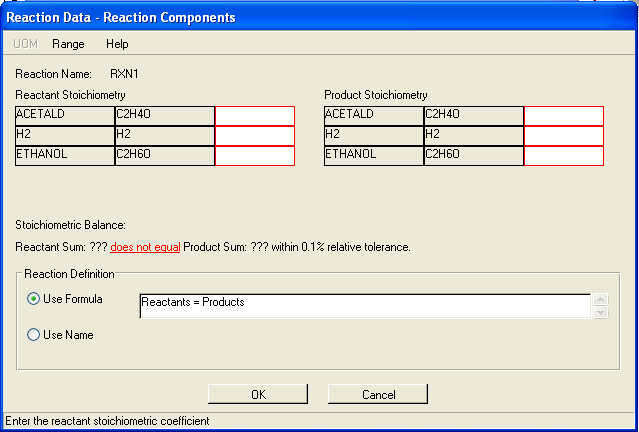 Reaction Data - Reaction Components
UOM Range Help
Reaction Name: RXN1
Reactant Stoichiometry Product Stoichiometry
ACETALD C2H4O ACETALD C2H4O
H2 H2 H2 H2
ETHANOL C2H6O ETHANOL C2H6O
Stoichiometric Balance:
Reactant Sum: ??? does not equal Product Sum: ??? within 0.1% relative tolerance.
Reaction Definition
Use Formula Reactants = Products
Use Name
OK Cancel
Enter the reactant stoichiometric coefficient